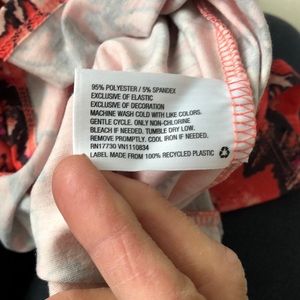 95% POLYESTER / 5% SPANDEX
EXCLUSIVE OF ELASTIC
EXCLUSIVE OF DECORATION
MACHINE WASH COLD WITH LIKE COLORS.
GENTLE CYCLE. ONLY NON-CHLORINE
BLEACH IF NEEDED. TUMBLE DRY LOW.
REMOVE PROMPTLY. COOL IRON IF NEEDED.
RN17730 VN1110834
LABEL MADE FROM 100% RECYCLED PLASTIC